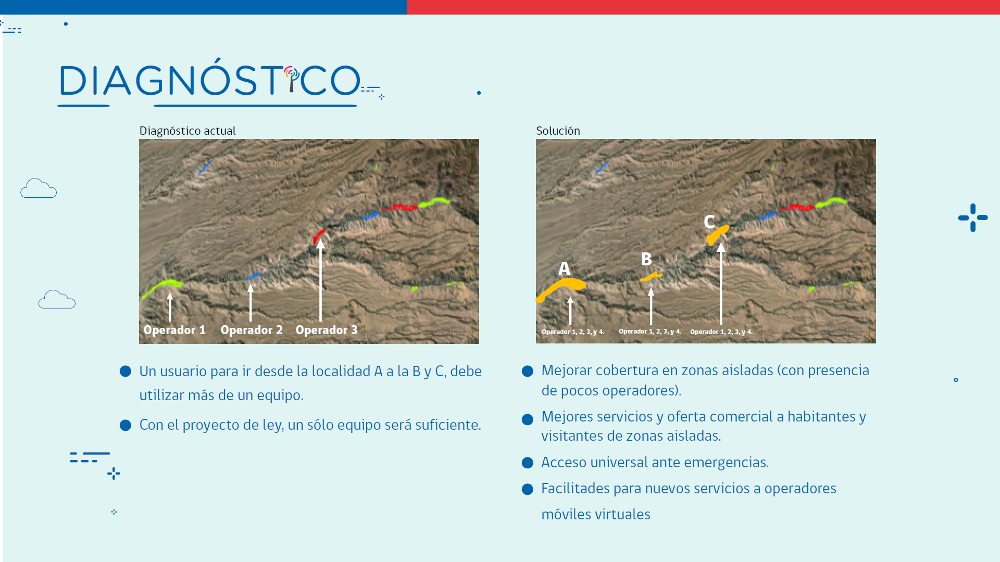 DIAGNÓSTICO
Diagnóstico actual
Operador 1
Operador 2
Operador 3
Un usuario para ir desde la localidad A a la B y C, debe
utilizar más de un equipo.
Con el proyecto de ley, un sólo equipo será suficiente.
Solución
C
B
A
Operador 1, 2, 3, y 4.
Operador 1, 2, 3, y 4.
Operador 1, 2, 3, y 4.
Mejorar cobertura en zonas aisladas (con presencia
de pocos operadores).
Mejores servicios y oferta comercial a habitantes y
visitantes de zonas aisladas.
Acceso universal ante emergencias.
Facilitades para nuevos servicios a operadores
móviles virtuales